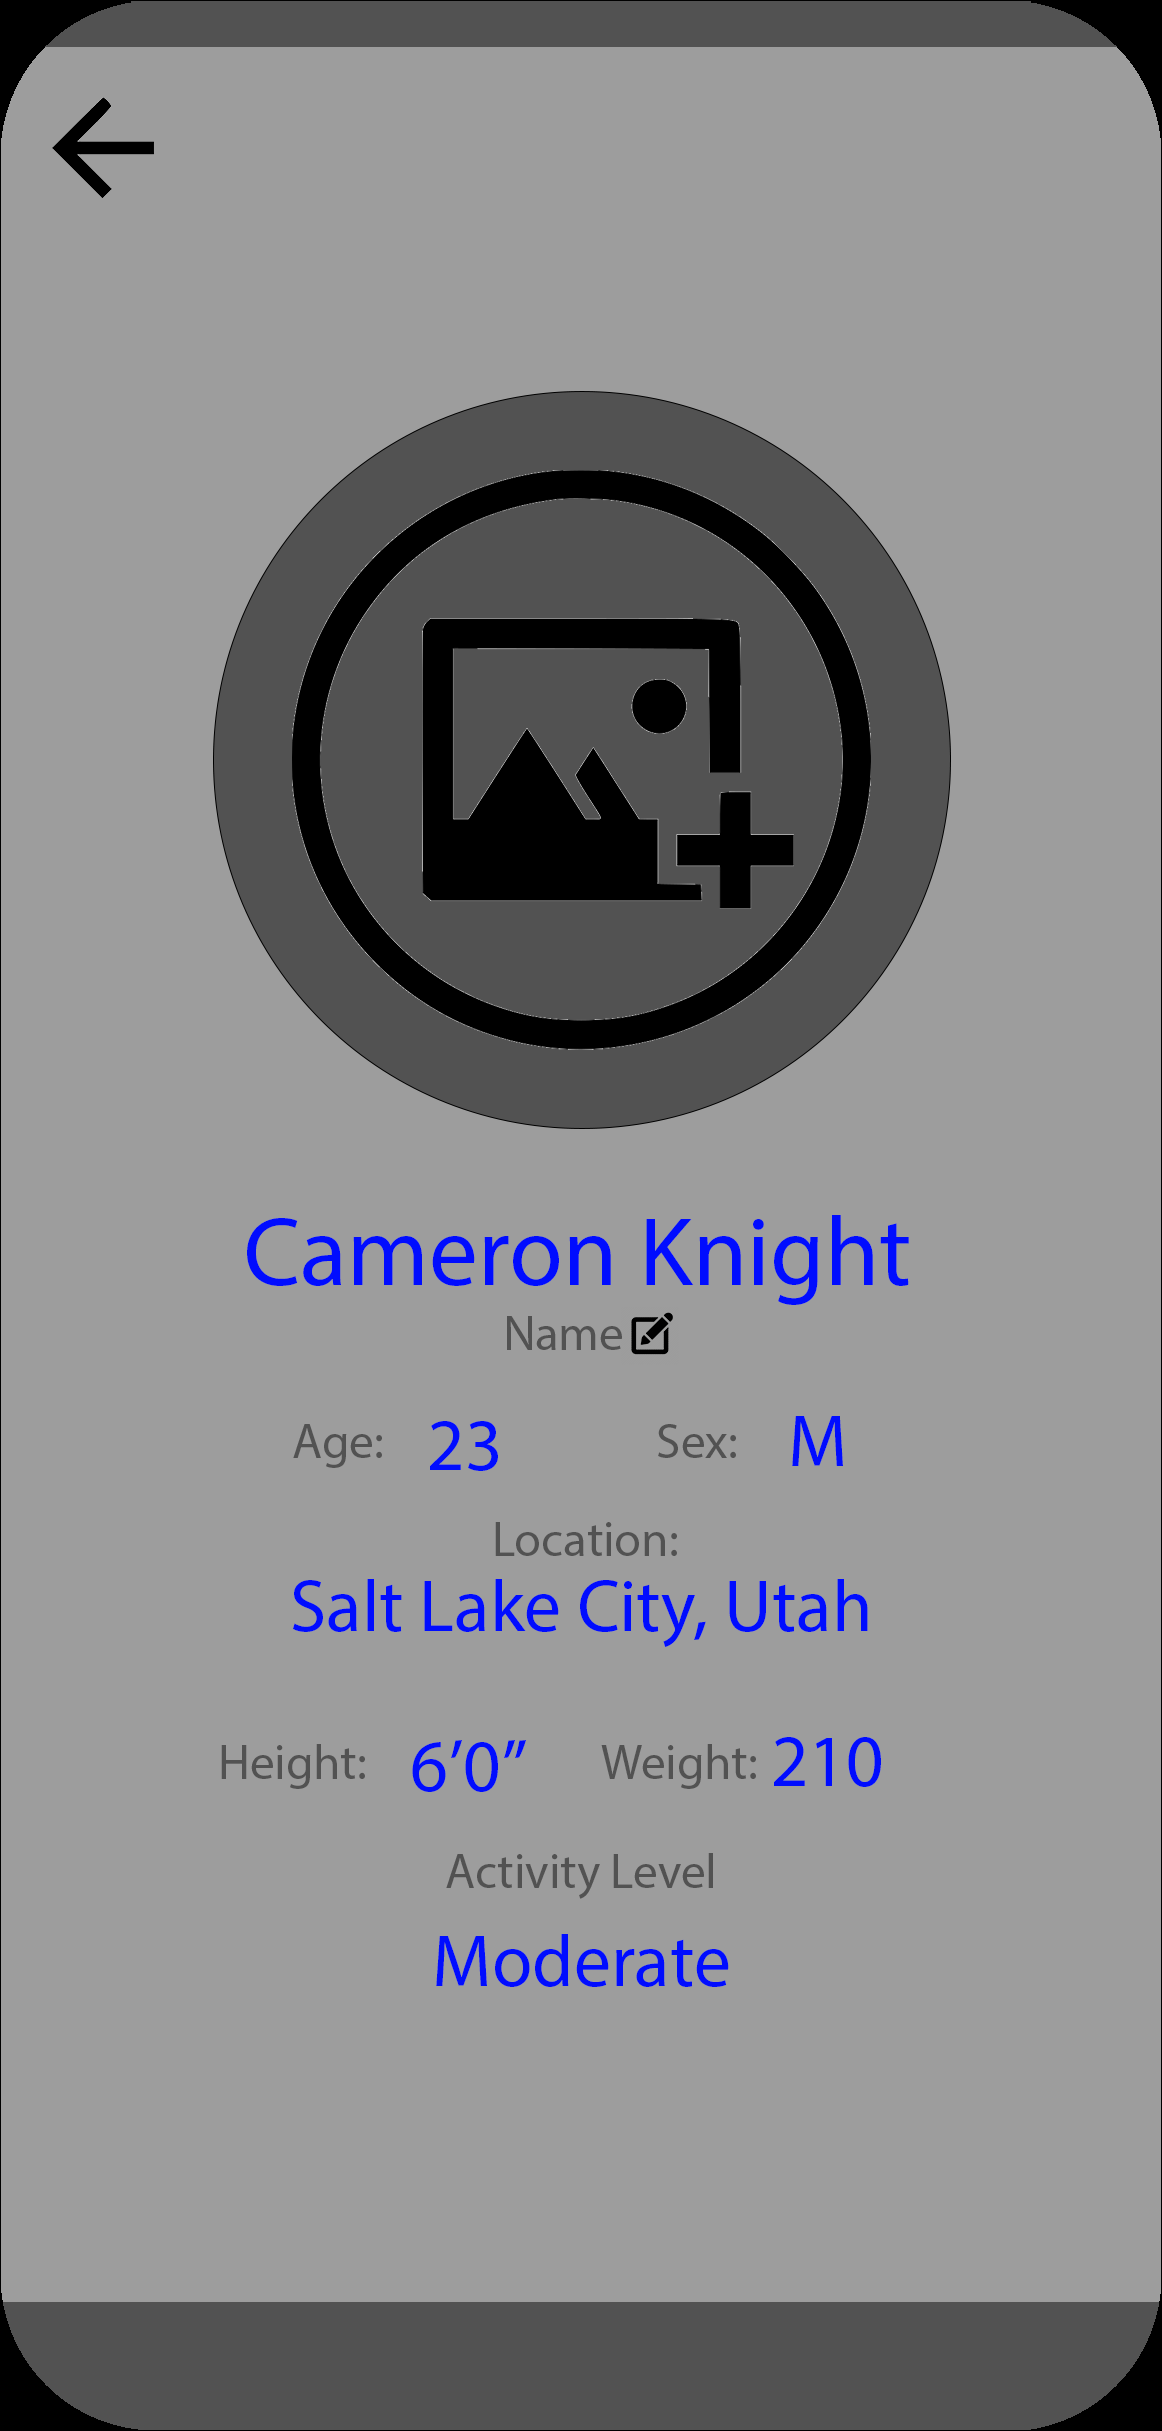 Cameron Knight
Name
Age: 23 Sex: M
Location:
Salt Lake City, Utah
Height: 6’0” Weight: 210
Activity Level
Moderate